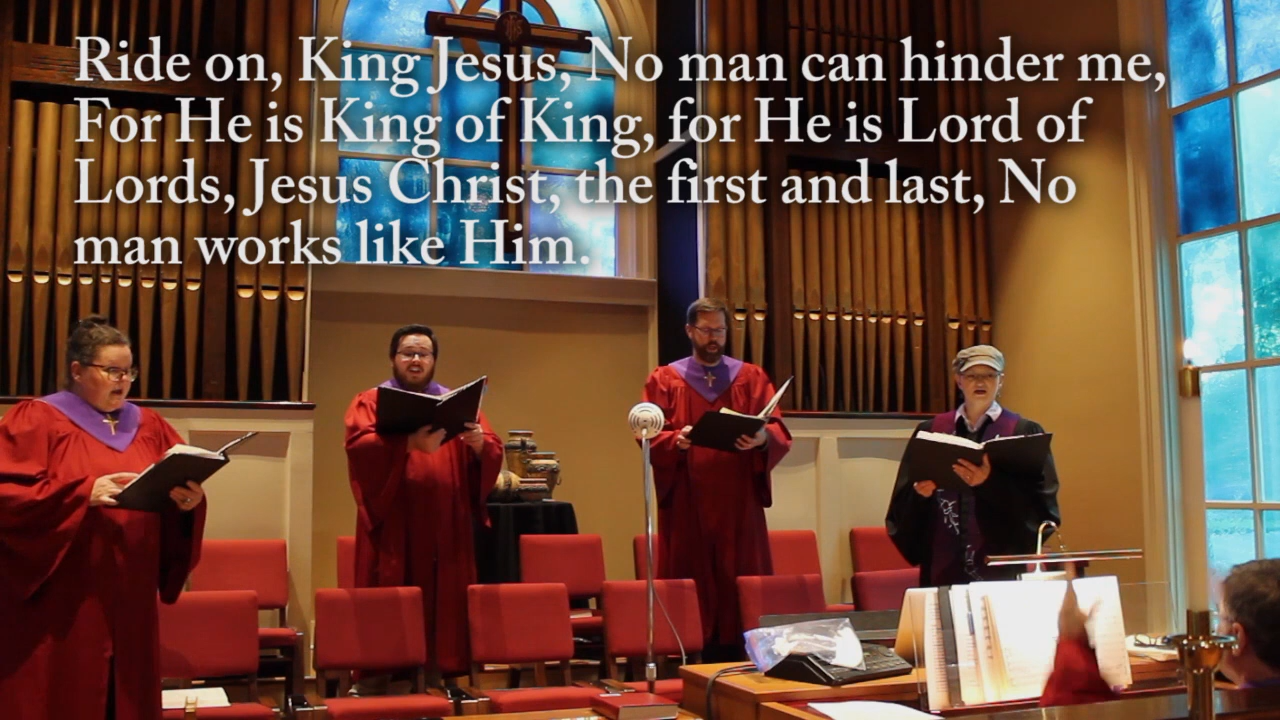 Ride on, King Jesus, No man can hinder me,
For He is King of King, for He is Lord of
Lords, Jesus Christ, the first and last, No
man works like Him.